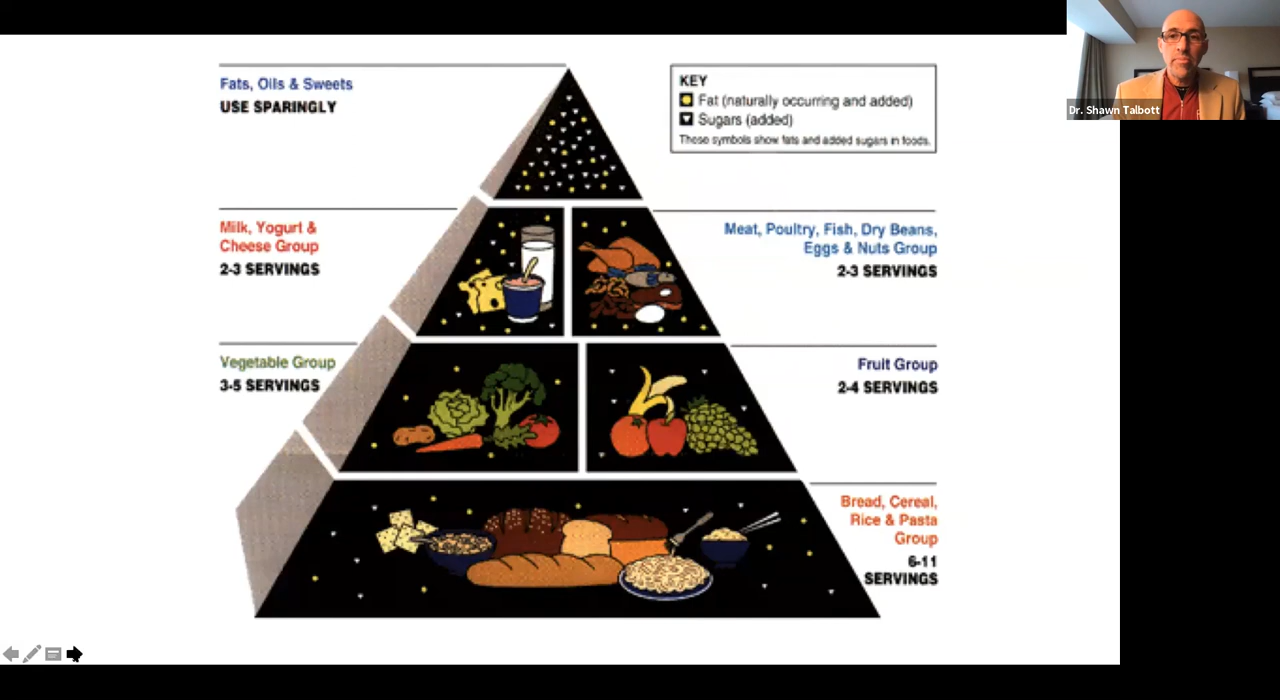 Fats, Oils & Sweets
USE SPARINGLY
KEY
Fat (naturally occurring and added)
Sugars (added)
These symbols show fats and added sugars in foods.
Dr. Shawn Talbott
Milk, Yogurt &
Cheese Group
2-3 SERVINGS
Meat, Poultry, Fish, Dry Beans,
Eggs & Nuts Group
2-3 SERVINGS
Vegetable Group
3-5 SERVINGS
Fruit Group
2-4 SERVINGS
Bread, Cereal,
Rice & Pasta
Group
6-11
SERVINGS